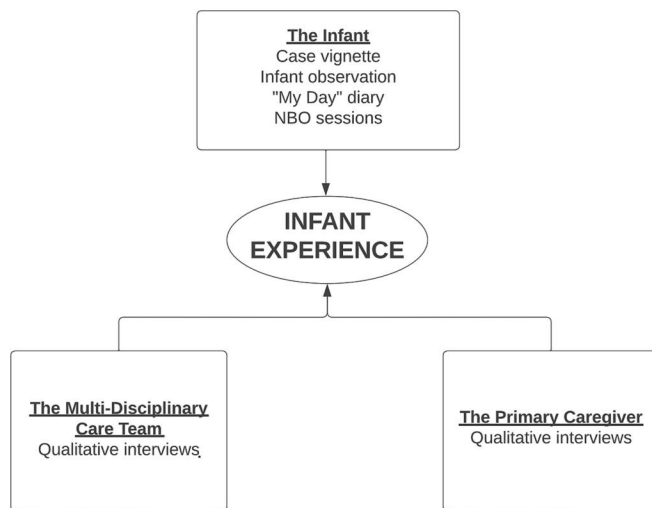 The Infant
Case vignette
Infant observation
"My Day" diary
NBO sessions
INFANT
EXPERIENCE
The Multi-Disciplinary
Care Team
Qualitative interviews.
The Primary Caregiver
Qualitative interviews